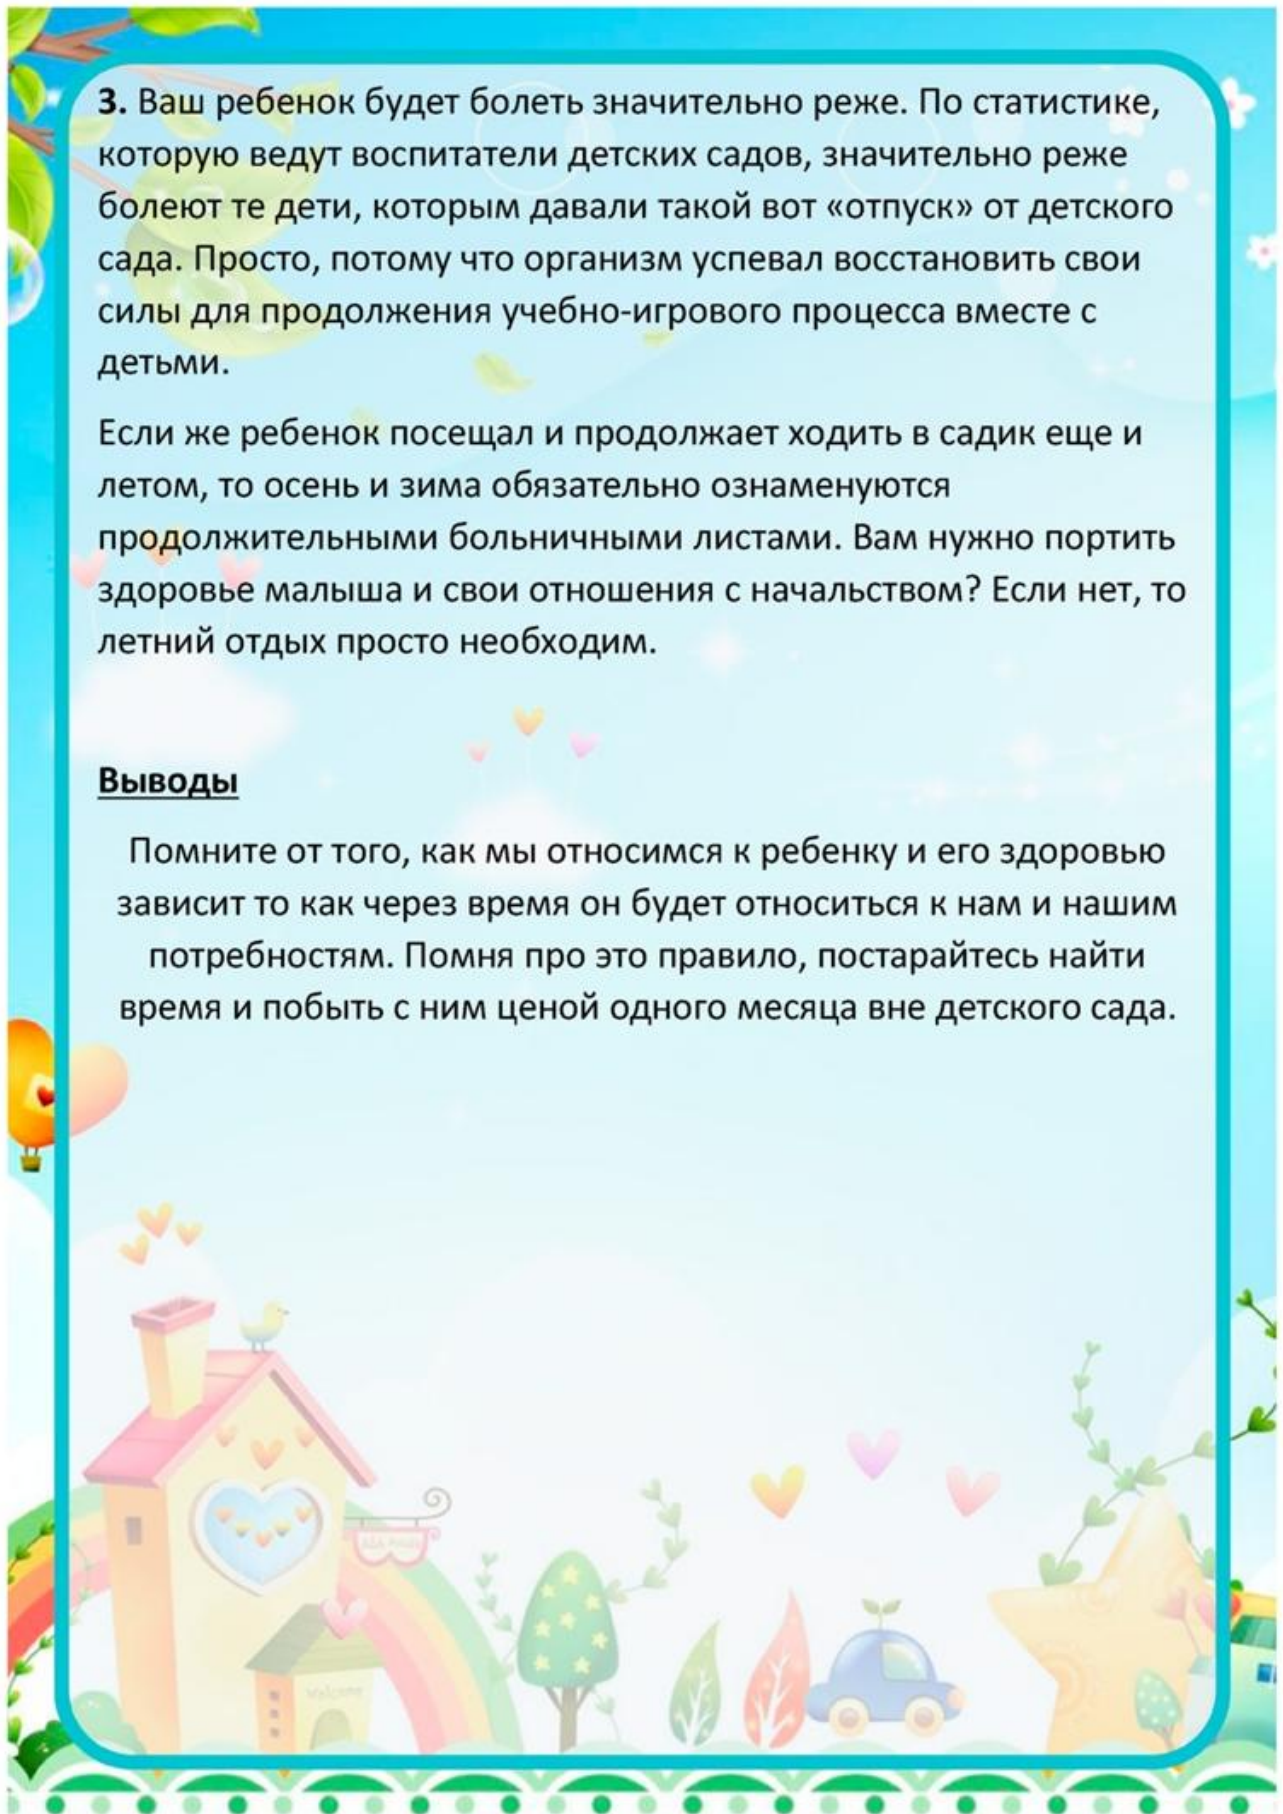 3. Ваш ребенок будет болеть значительно реже. По статистике,
которую ведут воспитатели детских садов, значительно реже
болеют те дети, которым давали такой вот «отпуск» от детского
сада. Просто, потому что организм успевал восстановить свои
силы для продолжения учебно-игрового процесса вместе с
детьми.
Если же ребенок посещал и продолжает ходить в садик еще и
летом, то осень и зима обязательно ознаменуются
продолжительными больничными листами. Вам нужно портить
здоровье малыша и свои отношения с начальством? Если нет, то
летний отдых просто необходим.
Выводы
Помните от того, как мы относимся к ребенку и его здоровью
зависит то как через время он будет относиться к нам и нашим
потребностям. Помня про это правило, постарайтесь найти
время и побыть с ним ценой одного месяца вне детского сада.
Welcome